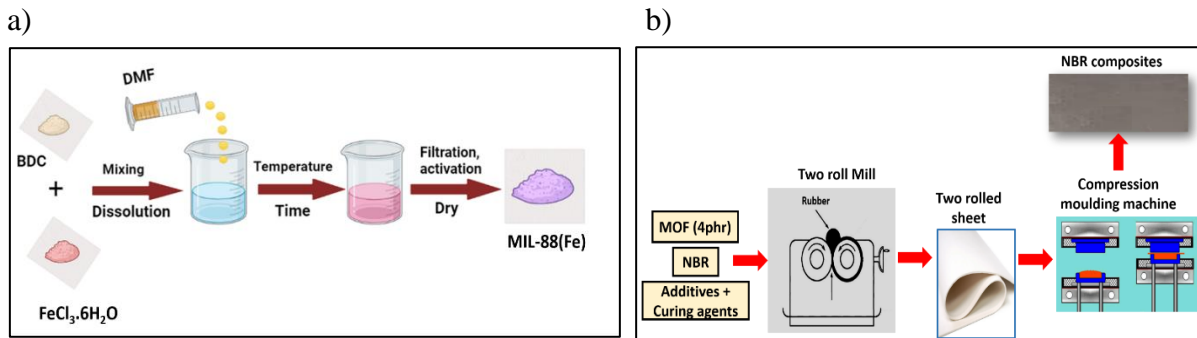 a)
DMF
BDC
+
FeCl₃.6H₂O
Mixing
Dissolution
Temperature
Time
Filtration,
activation
Dry
MIL-88(Fe)
b)
MOF (4phr)
NBR
Additives +
Curing agents
Two roll Mill
Rubber
Two rolled
sheet
Compression
moulding machine
NBR composites